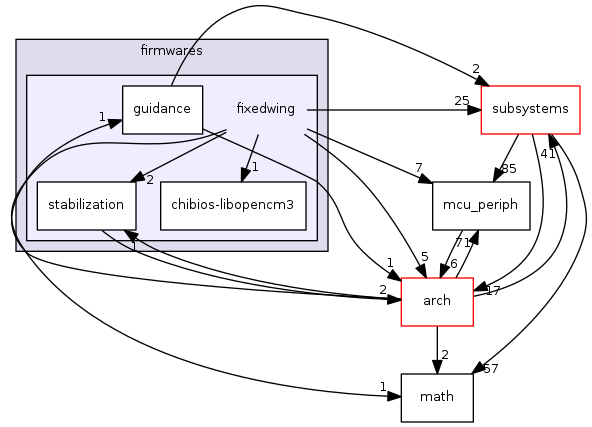 firmwares
2
1
guidance
fixedwing
25
subsystems
41
7
35
1
2
stabilization
chibios-libopencm3
mcu_periph
1
71
1
5
6
2
arch
17
2
57
1
math